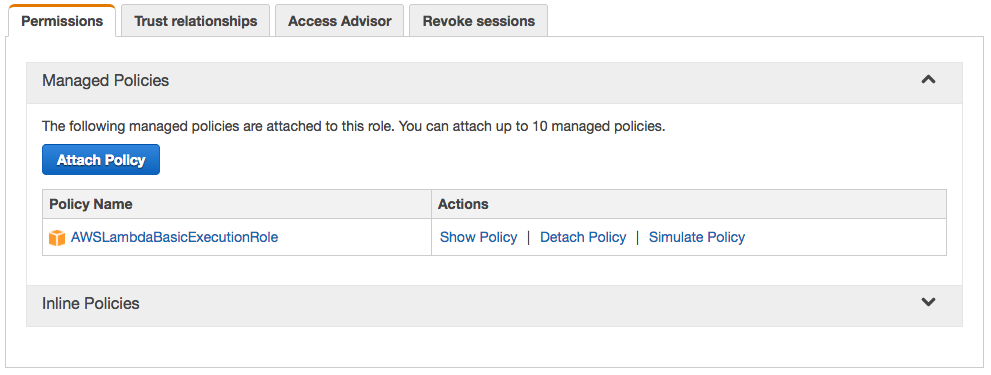 Permissions Trust relationships Access Advisor Revoke sessions
Managed Policies
The following managed policies are attached to this role. You can attach up to 10 managed policies.
Attach Policy
Policy Name Actions
AWSLambdaBasicExecutionRole Show Policy | Detach Policy | Simulate Policy
Inline Policies